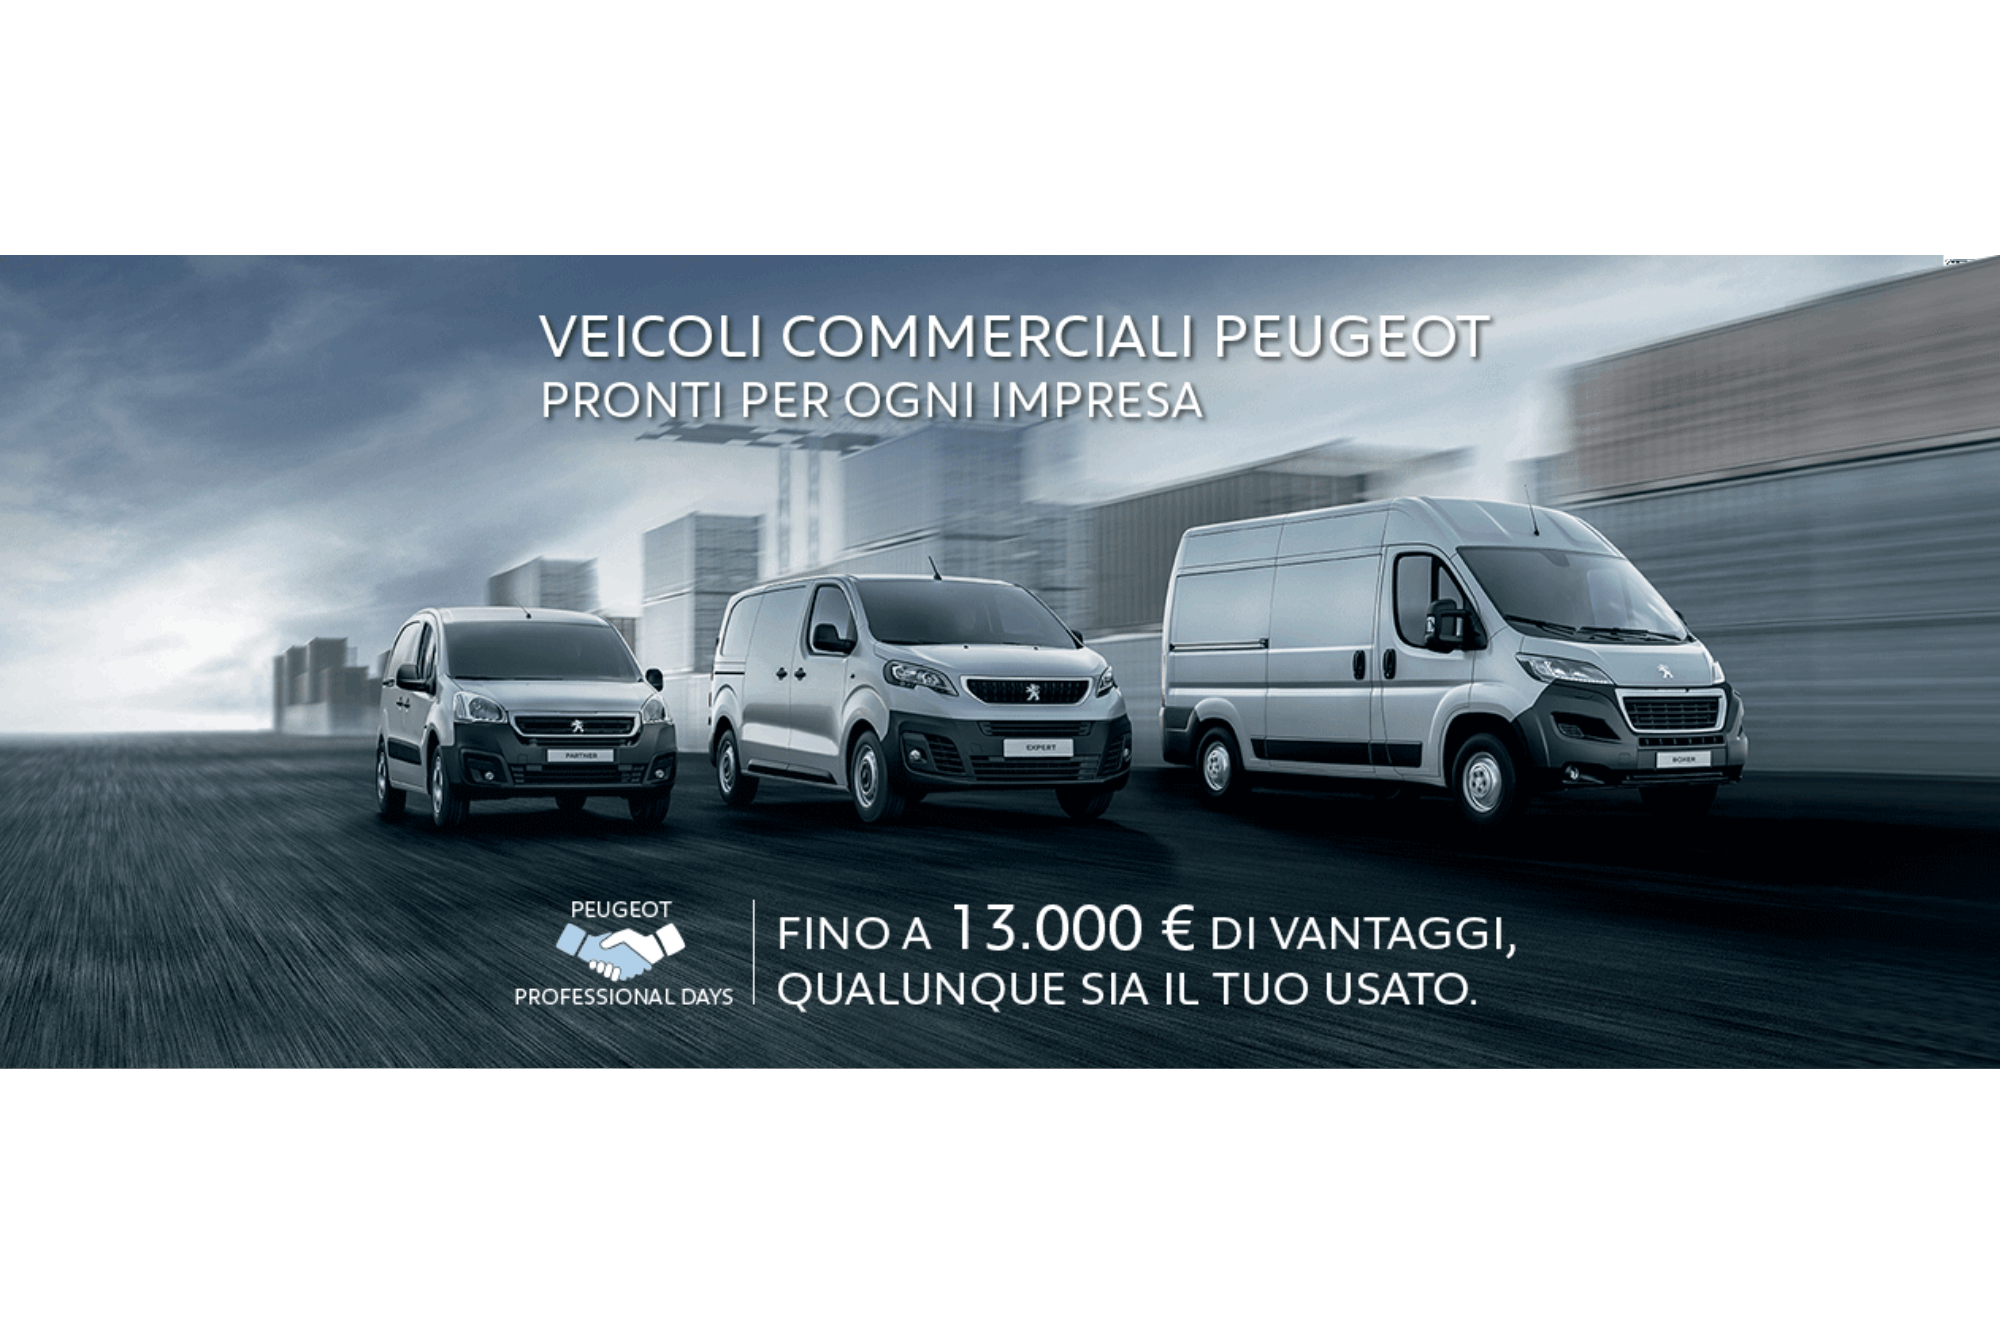 VEICOLI COMMERCIALI PEUGEOT
PRONTI PER OGNI IMPRESA
PARTNER
EXPERT
BOXER
PEUGEOT
PROFESSIONAL DAYS
FINO A 13.000 € DI VANTAGGI,
QUALUNQUE SIA IL TUO USATO.